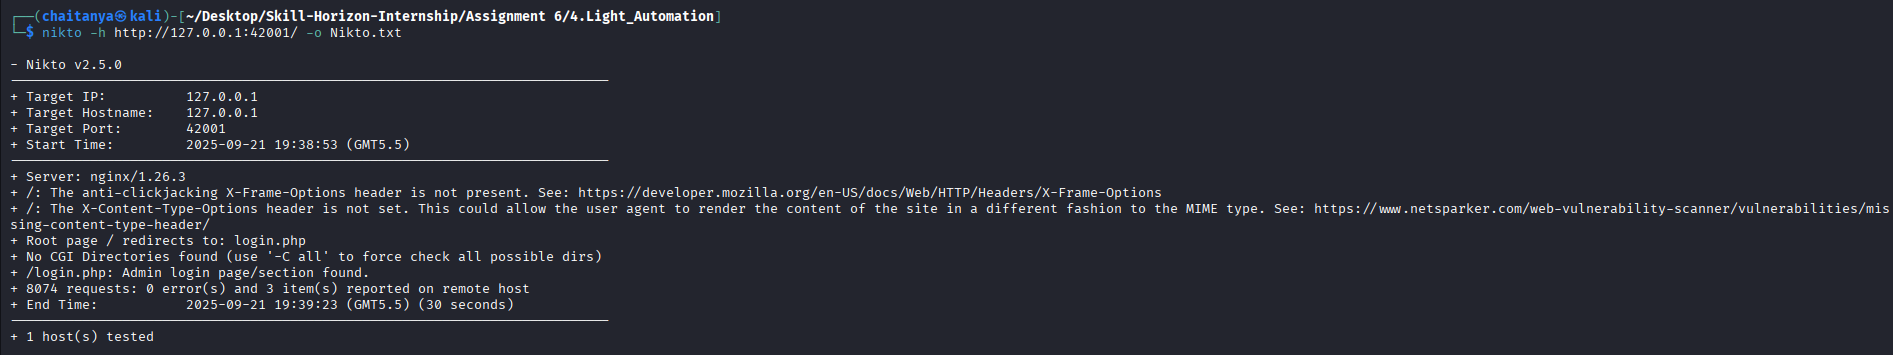 ┌──(chaitanya㉿kali)-[~/Desktop/Skill-Horizon-Internship/Assignment 6/4.Light_Automation]
└─$ nikto -h http://127.0.0.1:42001/ -o Nikto.txt
- Nikto v2.5.0
---------------------------------------------------------------------------
+ Target IP:          127.0.0.1
+ Target Hostname:    127.0.0.1
+ Target Port:        42001
+ Start Time:         2025-09-21 19:38:53 (GMT5.5)
---------------------------------------------------------------------------
+ Server: nginx/1.26.3
+ /: The anti-clickjacking X-Frame-Options header is not present. See: https://developer.mozilla.org/en-US/docs/Web/HTTP/Headers/X-Frame-Options
+ /: The X-Content-Type-Options header is not set. This could allow the user agent to render the content of the site in a different fashion to the MIME type. See: https://www.netsparker.com/web-vulnerability-scanner/vulnerabilities/mis
sing-content-type-header/
+ Root page / redirects to: login.php
+ No CGI Directories found (use '-C all' to force check all possible dirs)
+ /login.php: Admin login page/section found.
+ 8074 requests: 0 error(s) and 3 item(s) reported on remote host
+ End Time:           2025-09-21 19:39:23 (GMT5.5) (30 seconds)
---------------------------------------------------------------------------
+ 1 host(s) tested